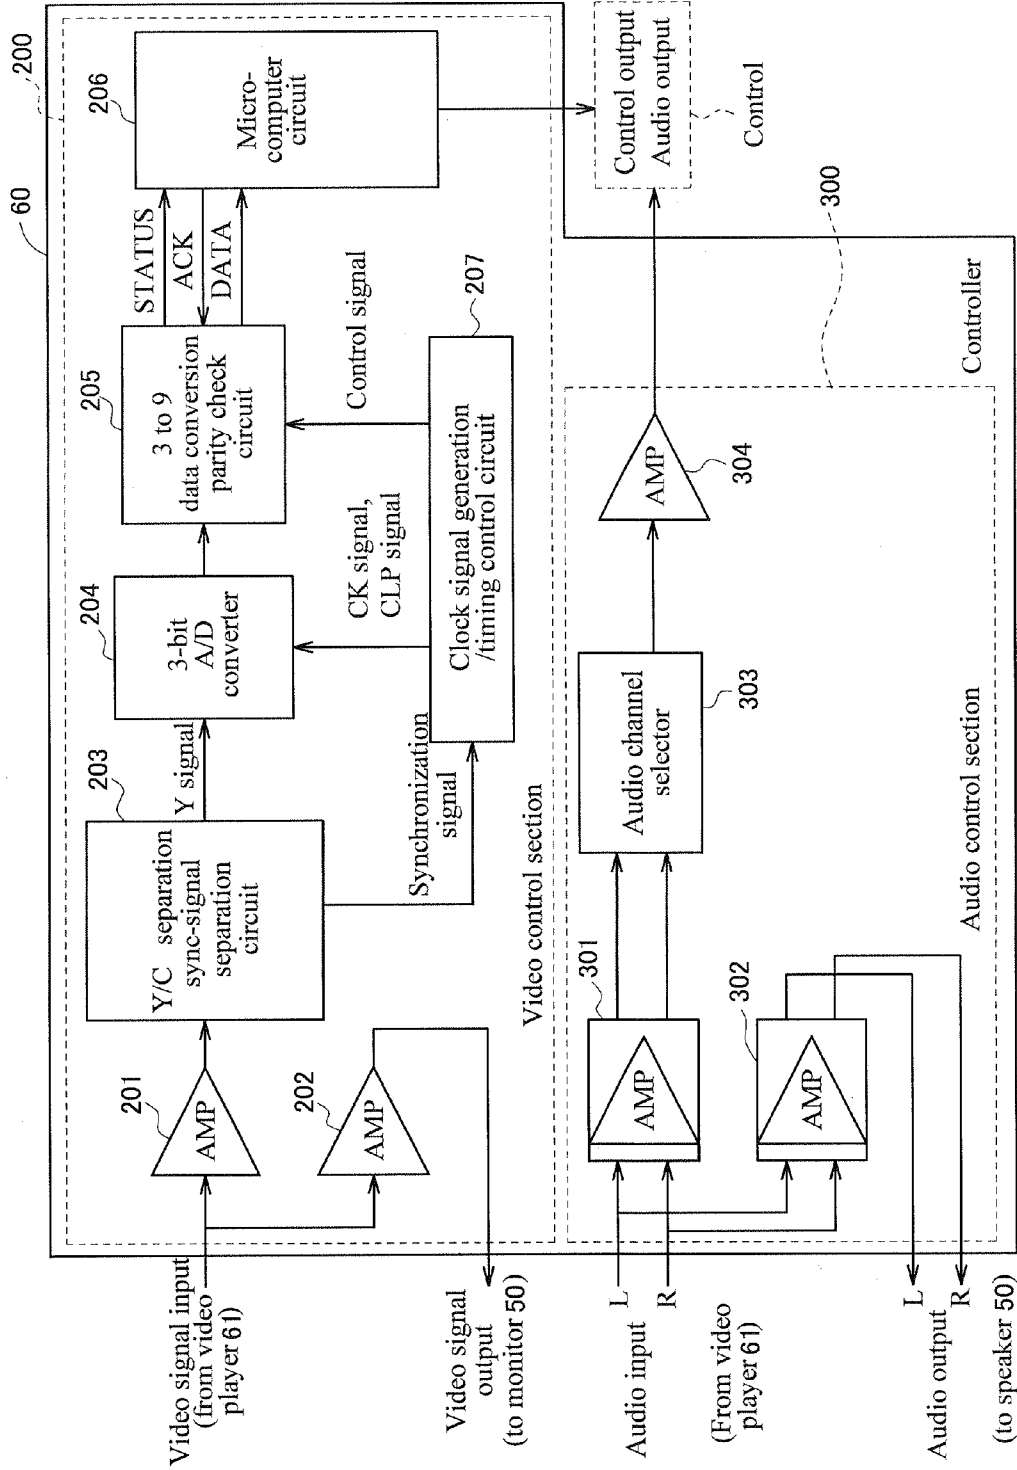 60
200
Video signal input
(from video
player 61)
201
AMP
202
AMP
Video signal
output
(to monitor 50)
203
Y/C separation
sync-signal
separation
circuit
Y signal
Synchronization
signal
204
3-bit
A/D
converter
CK signal,
CLP signal
205
3 to 9
data conversion
parity check
circuit
Control signal
STATUS
ACK
DATA
206
Micro-
computer
circuit
207
Clock signal generation
/timing control circuit
Video control section
Control output
Audio output
Control
300
Controller
Audio input
L
R
(From video
player 61)
301
AMP
302
AMP
303
Audio channel
selector
304
AMP
Audio control section
Audio output
L
R
(to speaker 50)